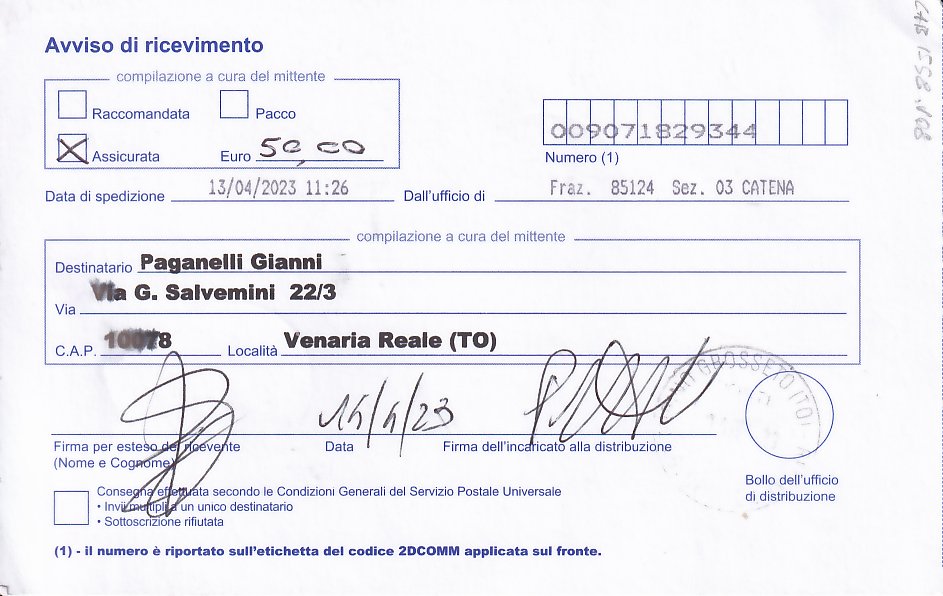 Avviso di ricevimento
compilazione a cura del mittente
Raccomandata Pacco
Assicurata Euro 50,00
009071829344
Numero (1)
Data di spedizione 13/04/2023 11:26 Dall'ufficio di Fraz. 85124 Sez. 03 CATENA
compilazione a cura del mittente
Destinatario Paganelli Gianni
Via Via G. Salvemini 22/3
C.A.P. 10078 Località Venaria Reale (TO)
GROSSETO (TO)
Firma per esteso del ricevente Data Firma dell'incaricato alla distribuzione
(Nome e Cognome)
Bollo dell'ufficio
di distribuzione
Consegna effettuata secondo le Condizioni Generali del Servizio Postale Universale
• Invii multipli a un unico destinatario
• Sottoscrizione rifiutata
(1) - il numero è riportato sull'etichetta del codice 2DCOMM applicata sul fronte.